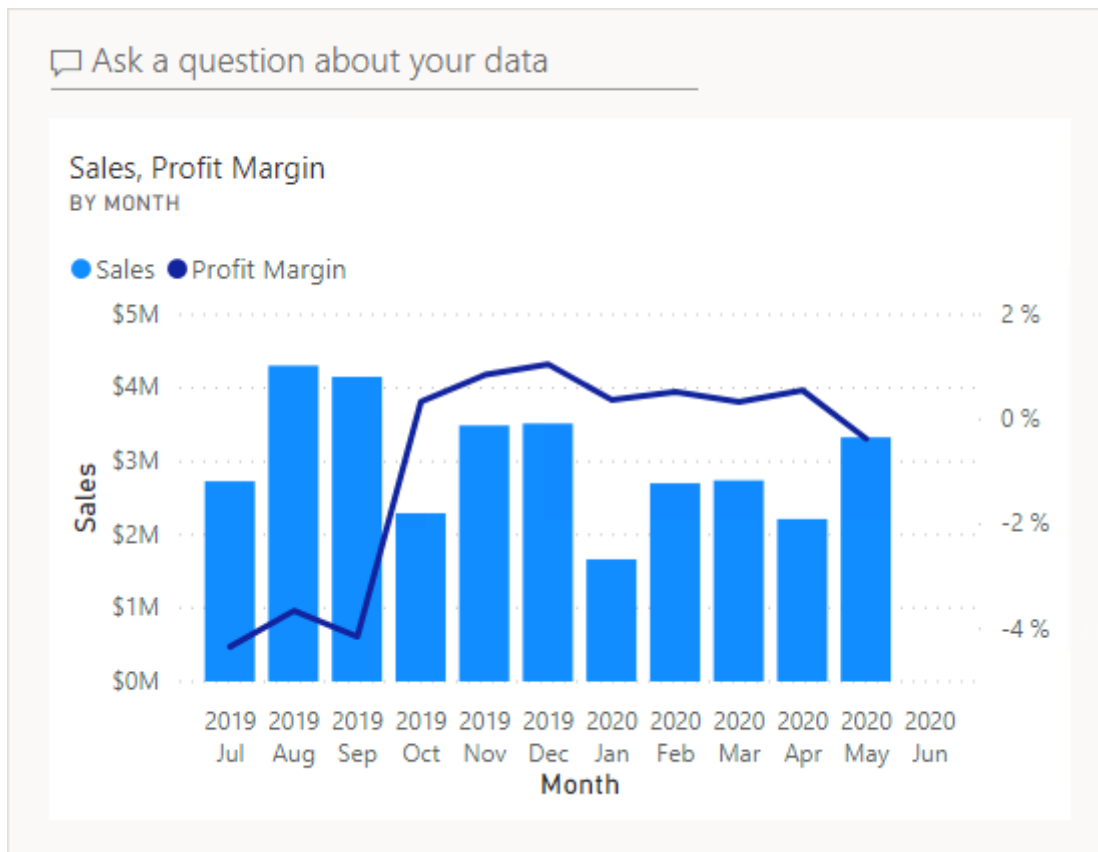 Ask a question about your data
Sales, Profit Margin
BY MONTH
Sales Profit Margin
$5M 2 %
$4M
0 %
$3M
Sales
$2M -2 %
$1M
-4 %
$0M
2019 2019 2019 2019 2019 2019 2020 2020 2020 2020 2020 2020
Jul Aug Sep Oct Nov Dec Jan Feb Mar Apr May Jun
Month